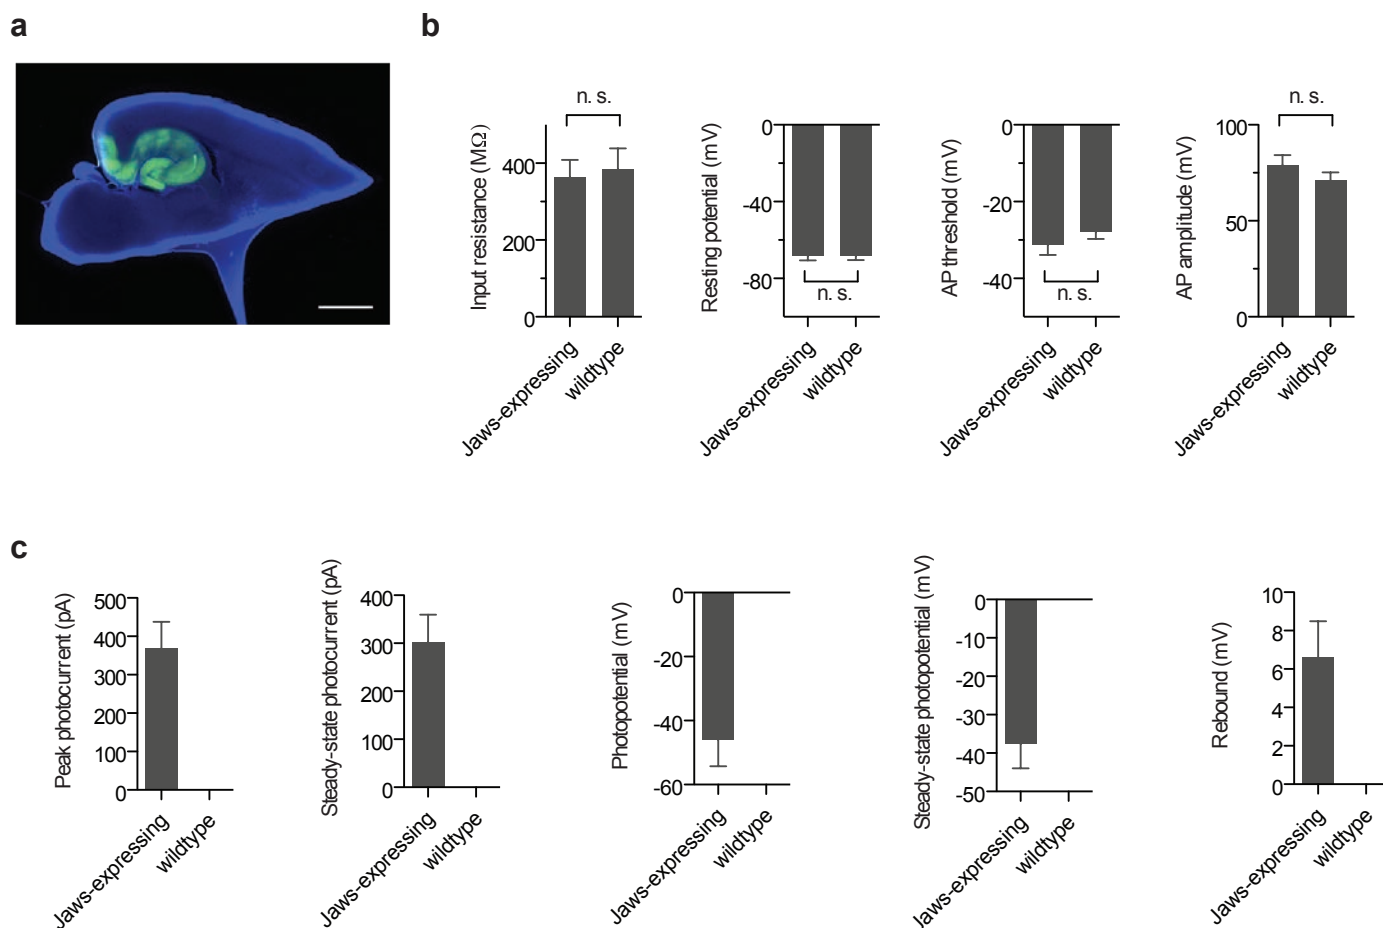 a
b
n. s.
Input resistance (MΩ)
400
200
0
Jaws-expressing
wildtype
Resting potential (mV)
0
-40
-80
n. s.
Jaws-expressing
wildtype
AP threshold (mV)
0
-20
-40
n. s.
Jaws-expressing
wildtype
n. s.
AP amplitude (mV)
100
50
0
Jaws-expressing
wildtype
c
Peak photocurrent (pA)
500
400
300
200
100
0
Jaws-expressing
wildtype
Steady-state photocurrent (pA)
400
300
200
100
0
Jaws-expressing
wildtype
Photopotential (mV)
0
-20
-40
-60
Jaws-expressing
wildtype
Steady-state photopotential (mV)
0
-10
-20
-30
-40
-50
Jaws-expressing
wildtype
Rebound (mV)
10
8
6
4
2
0
Jaws-expressing
wildtype